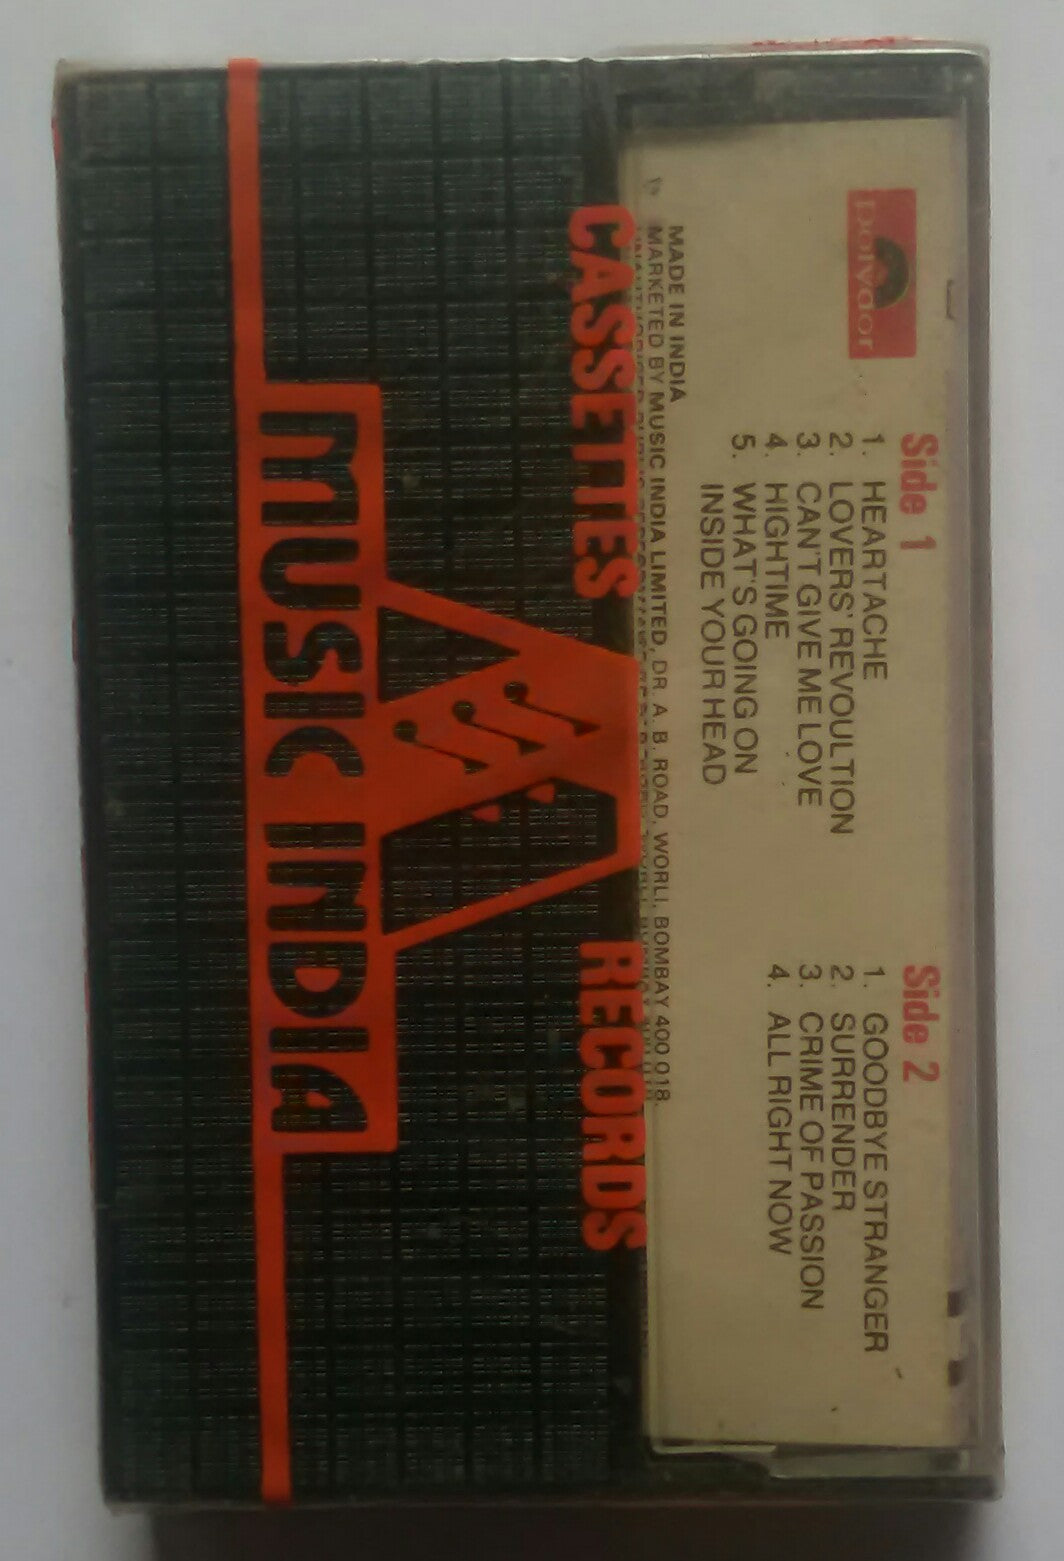 Polydor
Side 1
1. HEARTACHE
2. LOVERS' REVOULTION
3. CAN'T GIVE ME LOVE
4. HIGHTIME
5. WHAT'S GOING ON
INSIDE YOUR HEAD
Side 2
1. GOODBYE STRANGER
2. SURRENDER
3. CRIME OF PASSION
4. ALL RIGHT NOW
MADE IN INDIA
MARKETED BY MUSIC INDIA LIMITED, DR. A. B. ROAD, WORLI, BOMBAY 400 018.
CASSETTES RECORDS
MUSIC INDIA